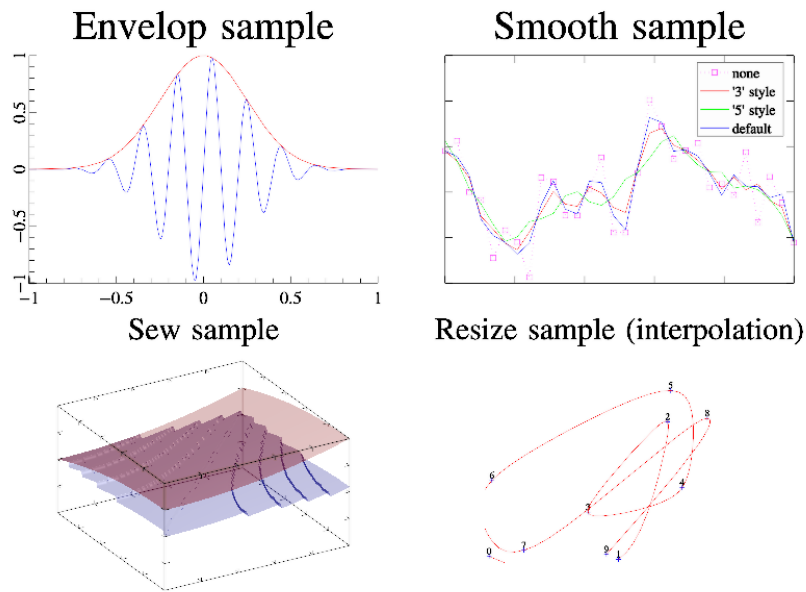 Envelop sample
Smooth sample
1
0.5
0
−0.5
−1
−1
−0.5
0
0.5
1
none
'3' style
'5' style
default
Sew sample
Resize sample (interpolation)
5
2
8
6
4
3
7
0
9
1